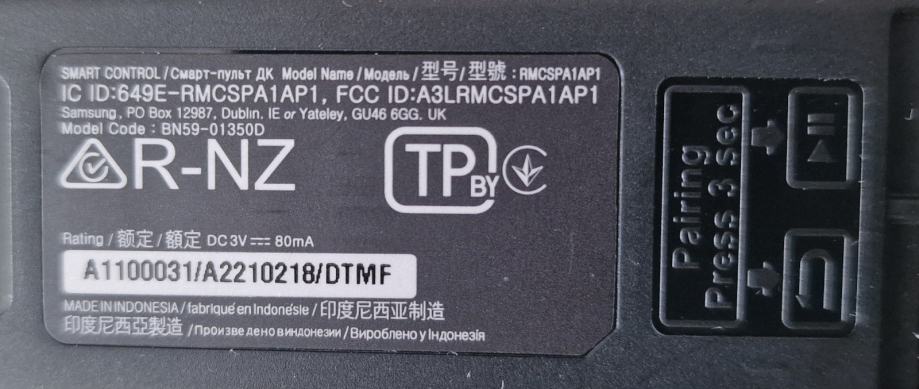 SMART CONTROL / Смарт-пульт ДК Model Name / Модель / 型号 / 型號 : RMCSPA1AP1
IC ID:649E-RMCSPA1AP1, FCC ID:A3LRMCSPA1AP1
Samsung, PO Box 12987, Dublin. IE or Yateley, GU46 6GG. UK
Model Code : BN59-01350D
R-NZ
TP BY
Rating / 额定 / 額定 DC 3V ⎓ 80mA
A1100031/A2210218/DTMF
MADE IN INDONESIA / fabriqué en Indonésie / 印度尼西亚制造
印度尼西亞製造 / Произведено в индонезии / Вироблено у Індонезія
Pairing
Press 3 sec